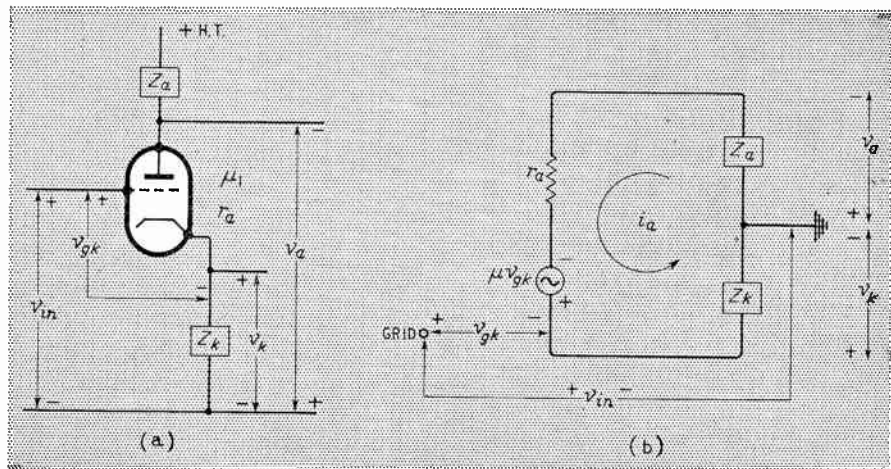 + H.T.
Za
−
μ1
ra
+ +
vgk
va
vin
−
+
vk
Zk
−
− +
(a)
−
va
Za
ra
ia
+
−
−
μvgk
+
Zk
vk
−
GRID
+
vgk
+
+ vin −
(b)